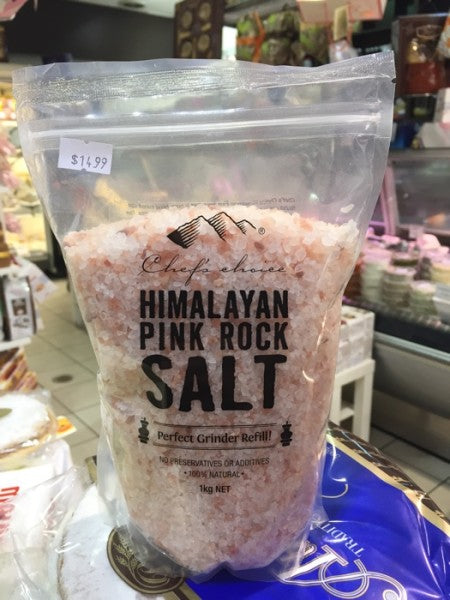 $14.99
®
Chef's choice
HIMALAYAN
PINK ROCK
SALT
Perfect Grinder Refill!
NO PRESERVATIVES OR ADDITIVES
• 100% NATURAL •
1kg NET
TRADIT